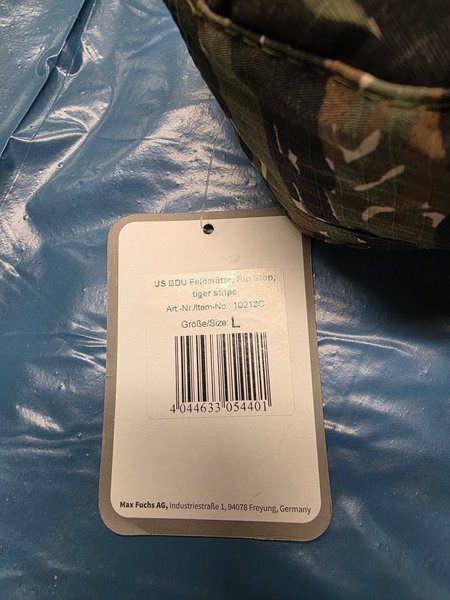 US BDU Feldmütze, Rip Stop,
tiger stripe
Art.-Nr./Item-No.: 10213C
Größe/Size: L
4 044633 054401
Max Fuchs AG, Industriestraße 1, 94078 Freyung, Germany